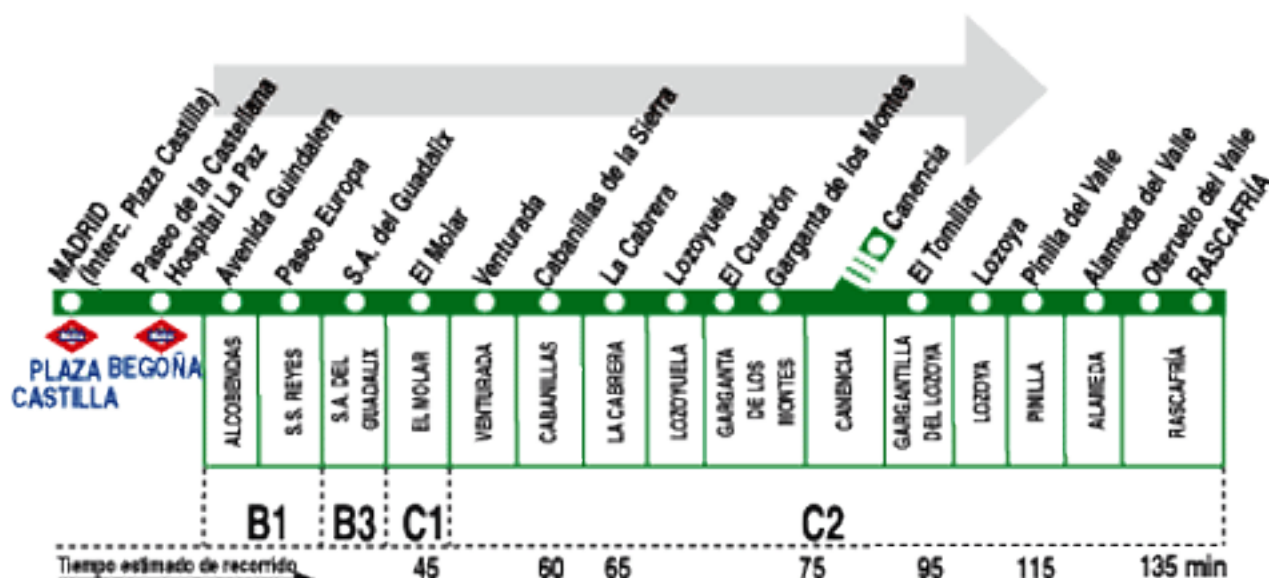 MADRID
(Interc. Plaza Castilla)
Paseo de la Castellana
Hospital La Paz
Avenida Guindalera
Paseo Europa
S.A. del Guadalix
El Molar
Venturada
Cabanillas de la Sierra
La Cabrera
Lozoyuela
El Cuadrón
Garganta de los Montes
Canencia
El Tomillar
Lozoya
Pinilla del Valle
Alameda del Valle
Oteruelo del Valle
RASCAFRÍA
PLAZA
CASTILLA
BEGOÑA
ALCOBENDAS
S.S. REYES
S.A. DEL
GUADALIX
EL MOLAR
VENTURADA
CABANILLAS
LA CABRERA
LOZOYUELA
GARGANTA
DE LOS
MONTES
CANENCIA
GARGANTILLA
DEL LOZOYA
LOZOYA
PINILLA
ALAMEDA
RASCAFRÍA
B1 B3 C1 C2
Tiempo estimado de recorrido 45 60 65 75 95 115 135 min